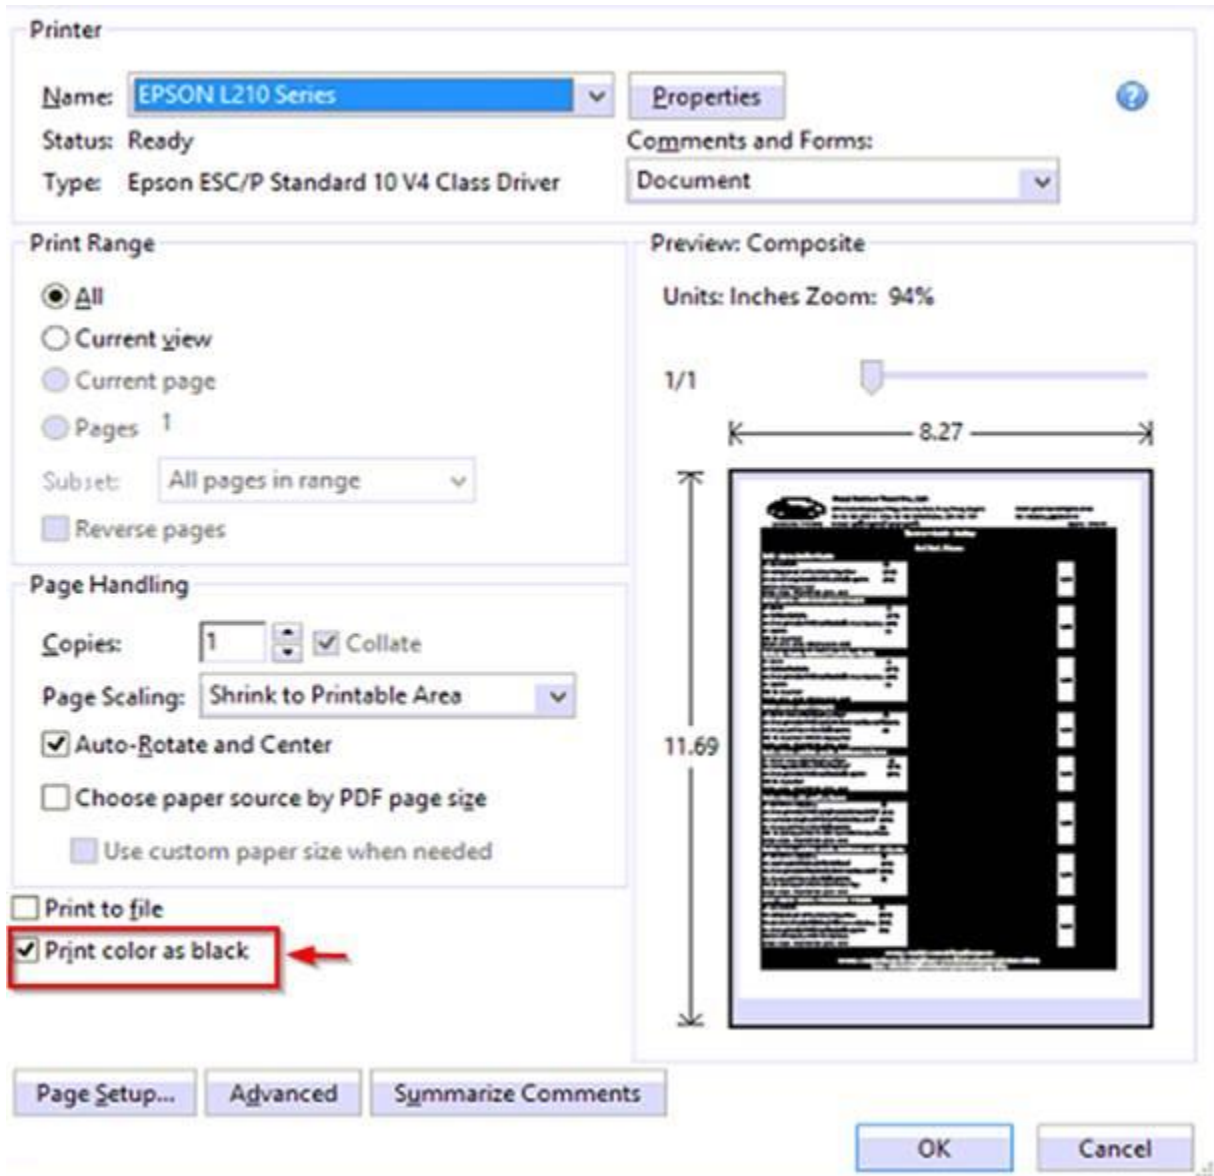 Printer
Name: EPSON L210 Series Properties
Status: Ready Comments and Forms:
Type: Epson ESC/P Standard 10 V4 Class Driver Document
Print Range
All
Current view
Current page
Pages 1
Subset: All pages in range
Reverse pages
Page Handling
Copies: 1 Collate
Page Scaling: Shrink to Printable Area
Auto-Rotate and Center
Choose paper source by PDF page size
Use custom paper size when needed
Print to file
Print color as black
Preview: Composite
Units: Inches Zoom: 94%
1/1
8.27
11.69
Page Setup... Advanced Summarize Comments
OK Cancel